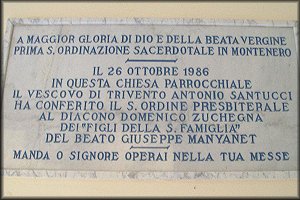 A MAGGIOR GLORIA DI DIO E DELLA BEATA VERGINE
PRIMA S. ORDINAZIONE SACERDOTALE IN MONTENERO
IL 26 OTTOBRE 1986
IN QUESTA CHIESA PARROCCHIALE
IL VESCOVO DI TRIVENTO ANTONIO SANTUCCI
HA CONFERITO IL S. ORDINE PRESBITERALE
AL DIACONO DOMENICO ZUCHEGNA
DEI "FIGLI DELLA S. FAMIGLIA"
DEL BEATO GIUSEPPE MANYANET
MANDA O SIGNORE OPERAI NELLA TUA MESSE